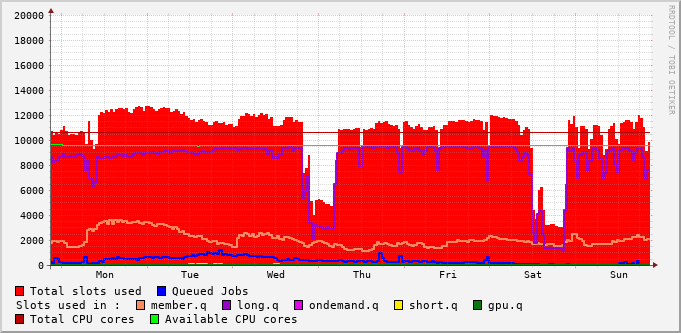 20000
18000
16000
14000
12000
10000
8000
6000
4000
2000
0
Mon Tue Wed Thu Fri Sat Sun
RRDTOOL / TOBI OETIKER
Total slots used Queued Jobs
Slots used in : member.q long.q ondemand.q short.q gpu.q
Total CPU cores Available CPU cores